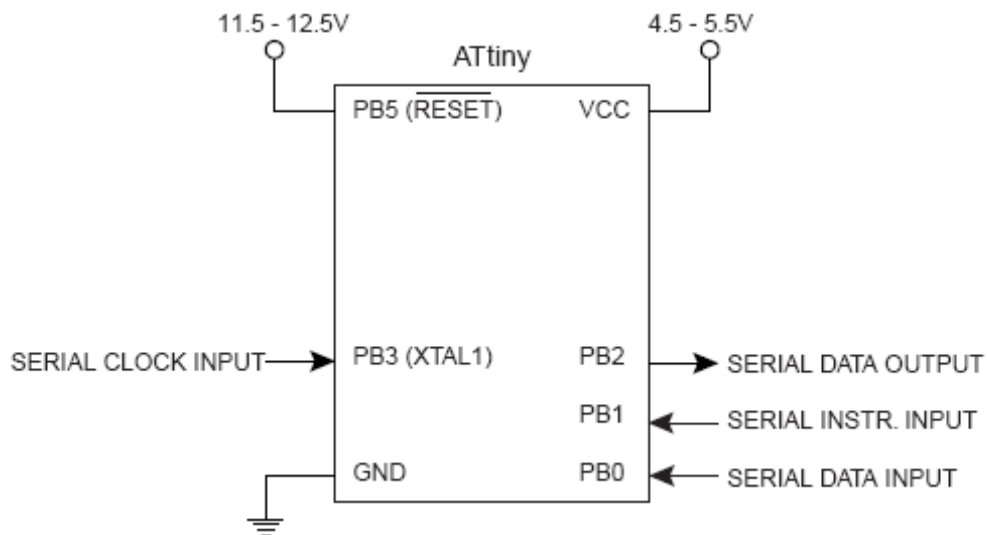 11.5 - 12.5V
4.5 - 5.5V
ATtiny
PB5 (RESET)
VCC
SERIAL CLOCK INPUT
PB3 (XTAL1)
PB2
SERIAL DATA OUTPUT
PB1
SERIAL INSTR. INPUT
GND
PB0
SERIAL DATA INPUT